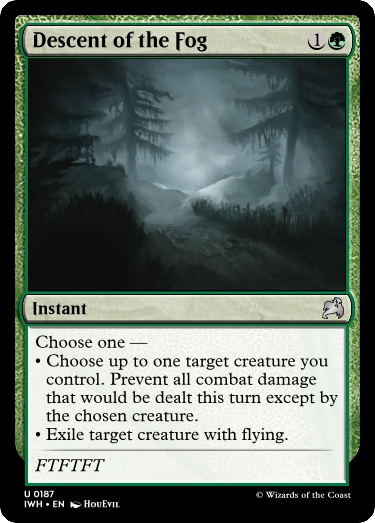 Descent of the Fog 1
Instant
Choose one —
• Choose up to one target creature you
control. Prevent all combat damage
that would be dealt this turn except by
the chosen creature.
• Exile target creature with flying.
FTFTFT
U 0187
IWH • EN HouEvil
© Wizards of the Coast